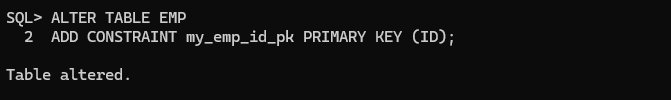 SQL> ALTER TABLE EMP
  2  ADD CONSTRAINT my_emp_id_pk PRIMARY KEY (ID);
Table altered.